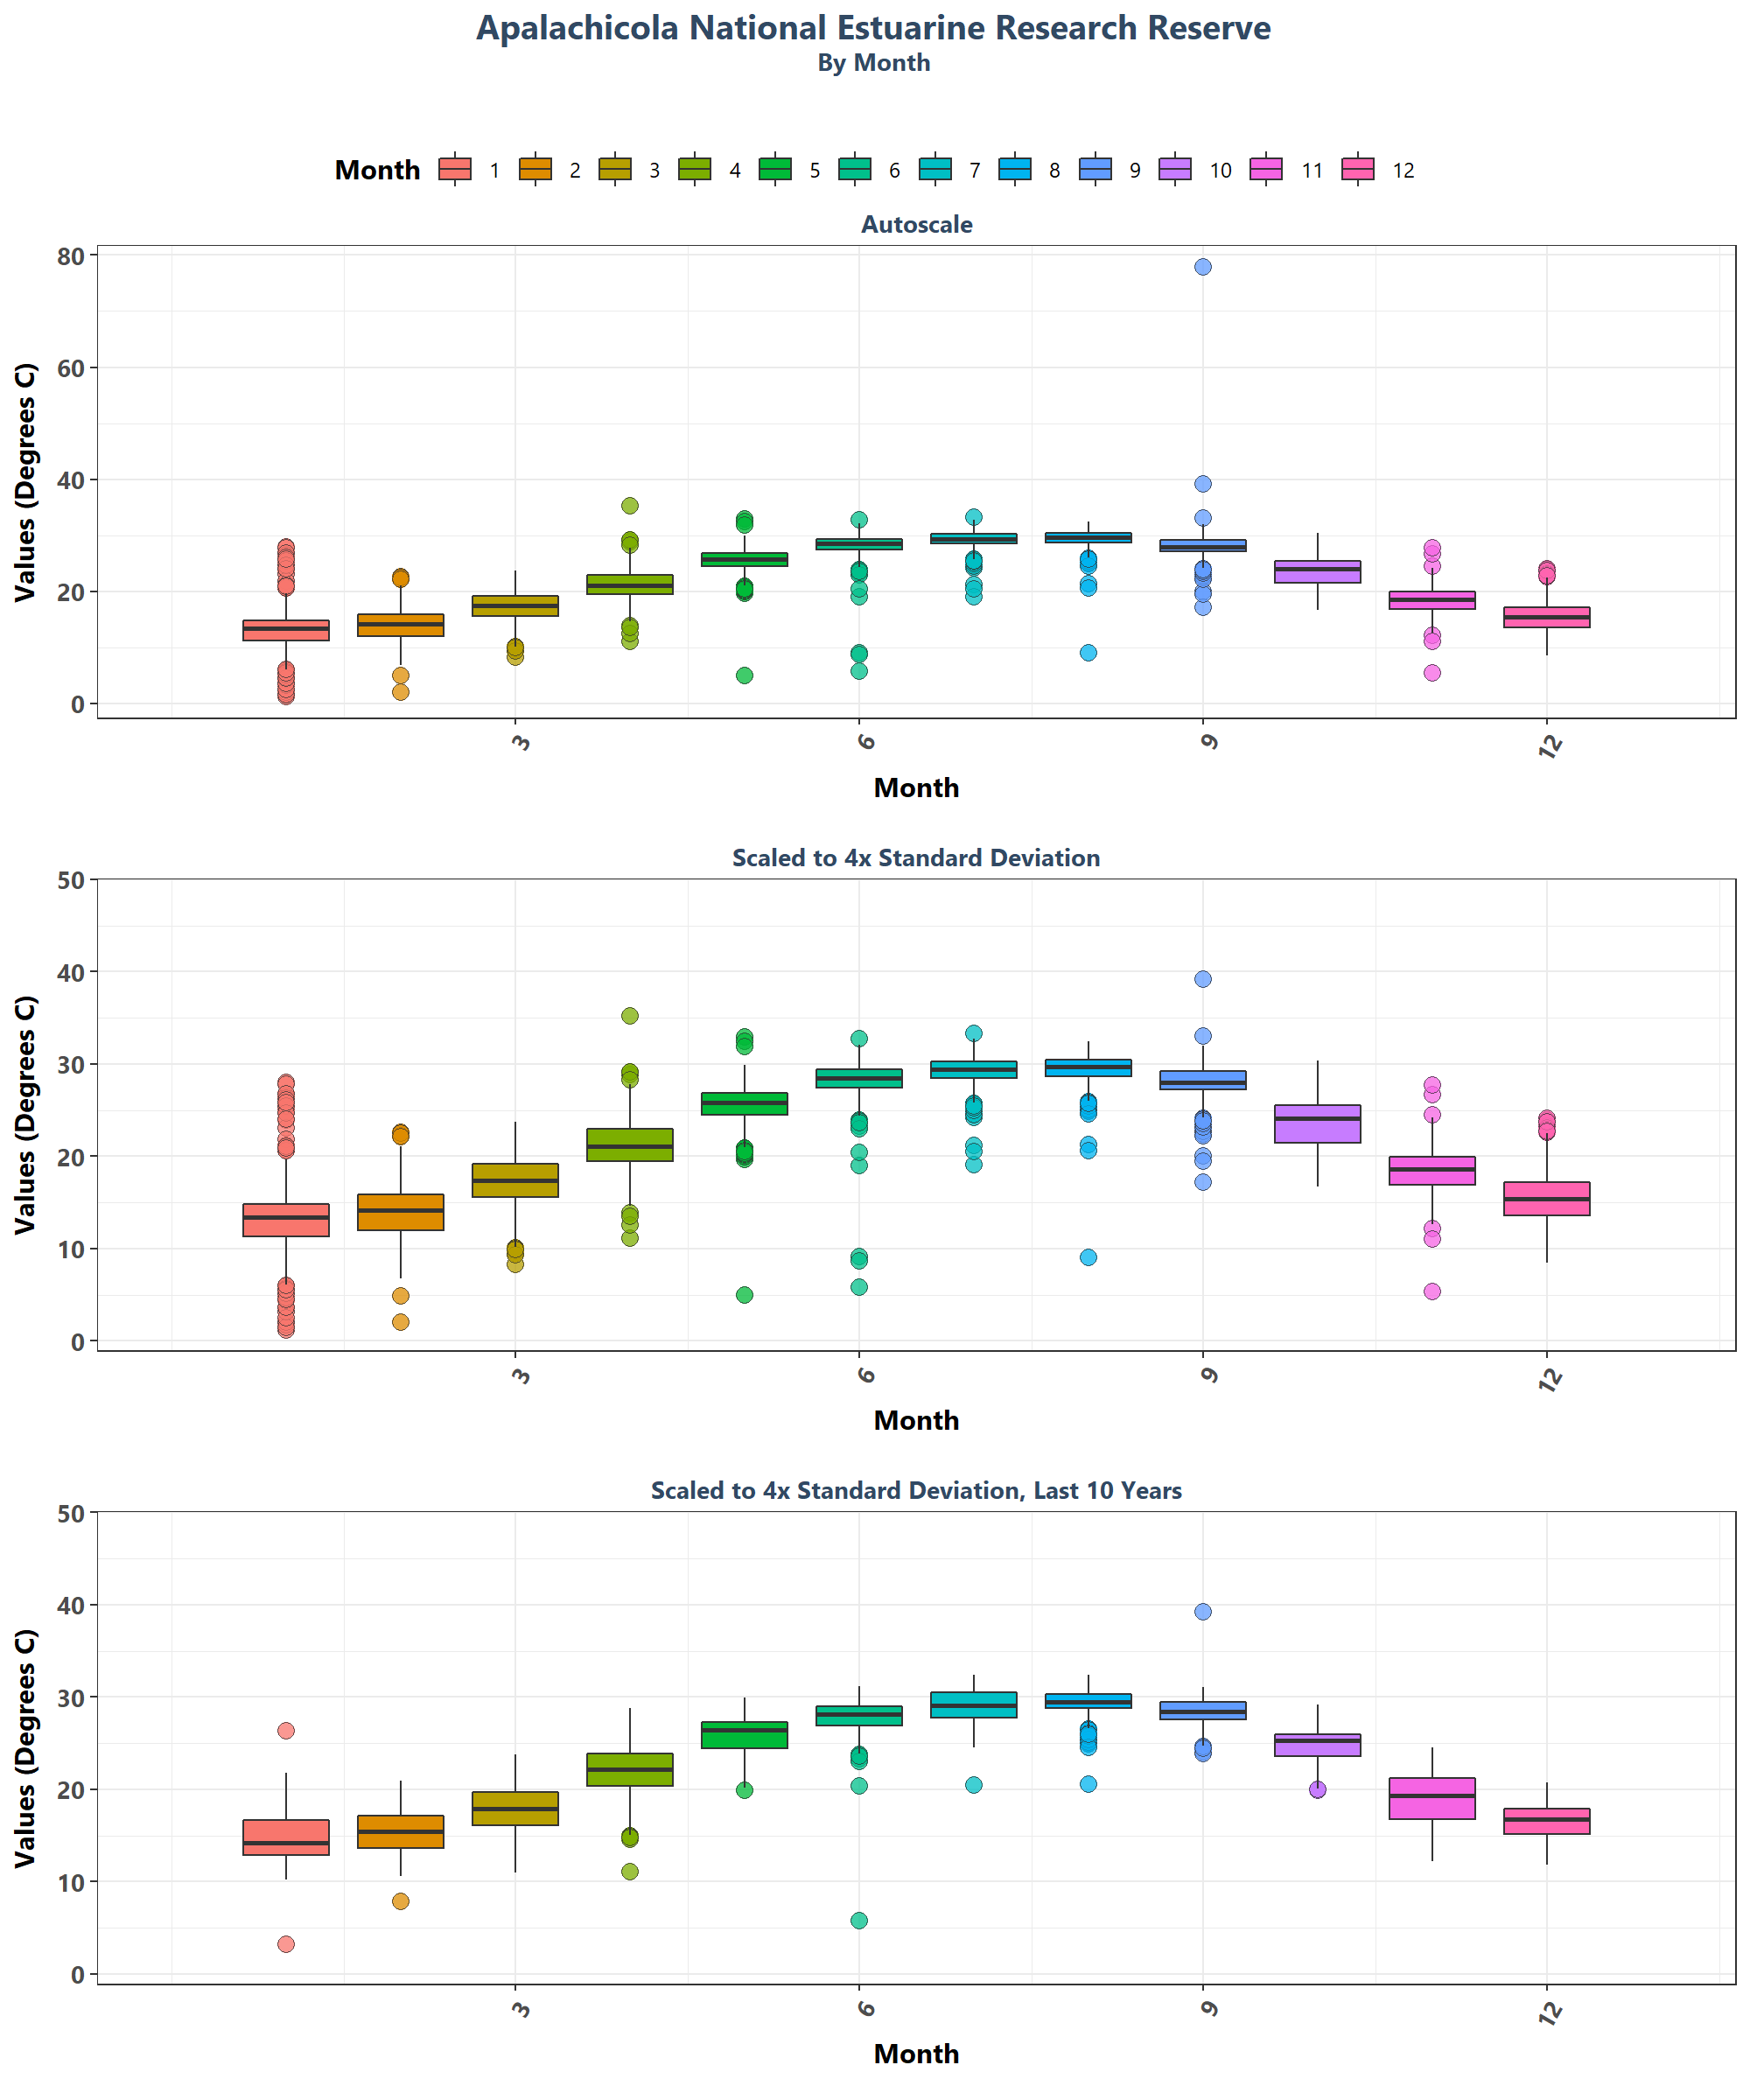 Apalachicola National Estuarine Research Reserve
By Month
Month 1 2 3 4 5 6 7 8 9 10 11 12
Autoscale
Values (Degrees C)
80
60
40
20
0
3 6 9 12
Month
Scaled to 4x Standard Deviation
Values (Degrees C)
50
40
30
20
10
0
3 6 9 12
Month
Scaled to 4x Standard Deviation, Last 10 Years
Values (Degrees C)
50
40
30
20
10
0
3 6 9 12
Month